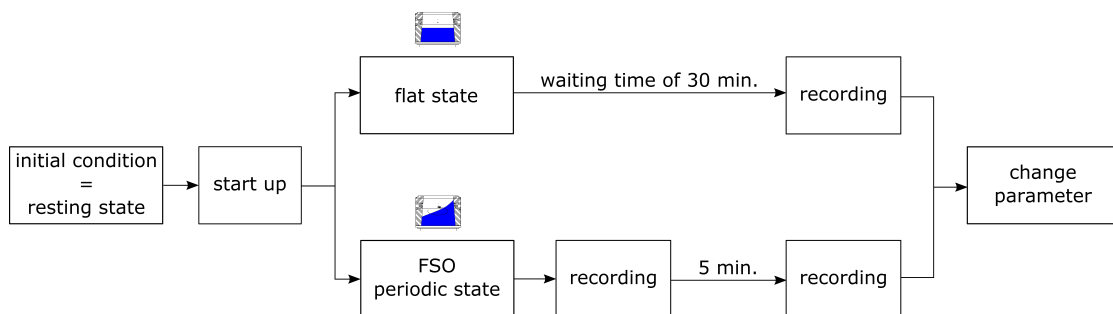 initial condition
=
resting state
start up
flat state
waiting time of 30 min.
recording
FSO
periodic state
recording
5 min.
recording
change
parameter